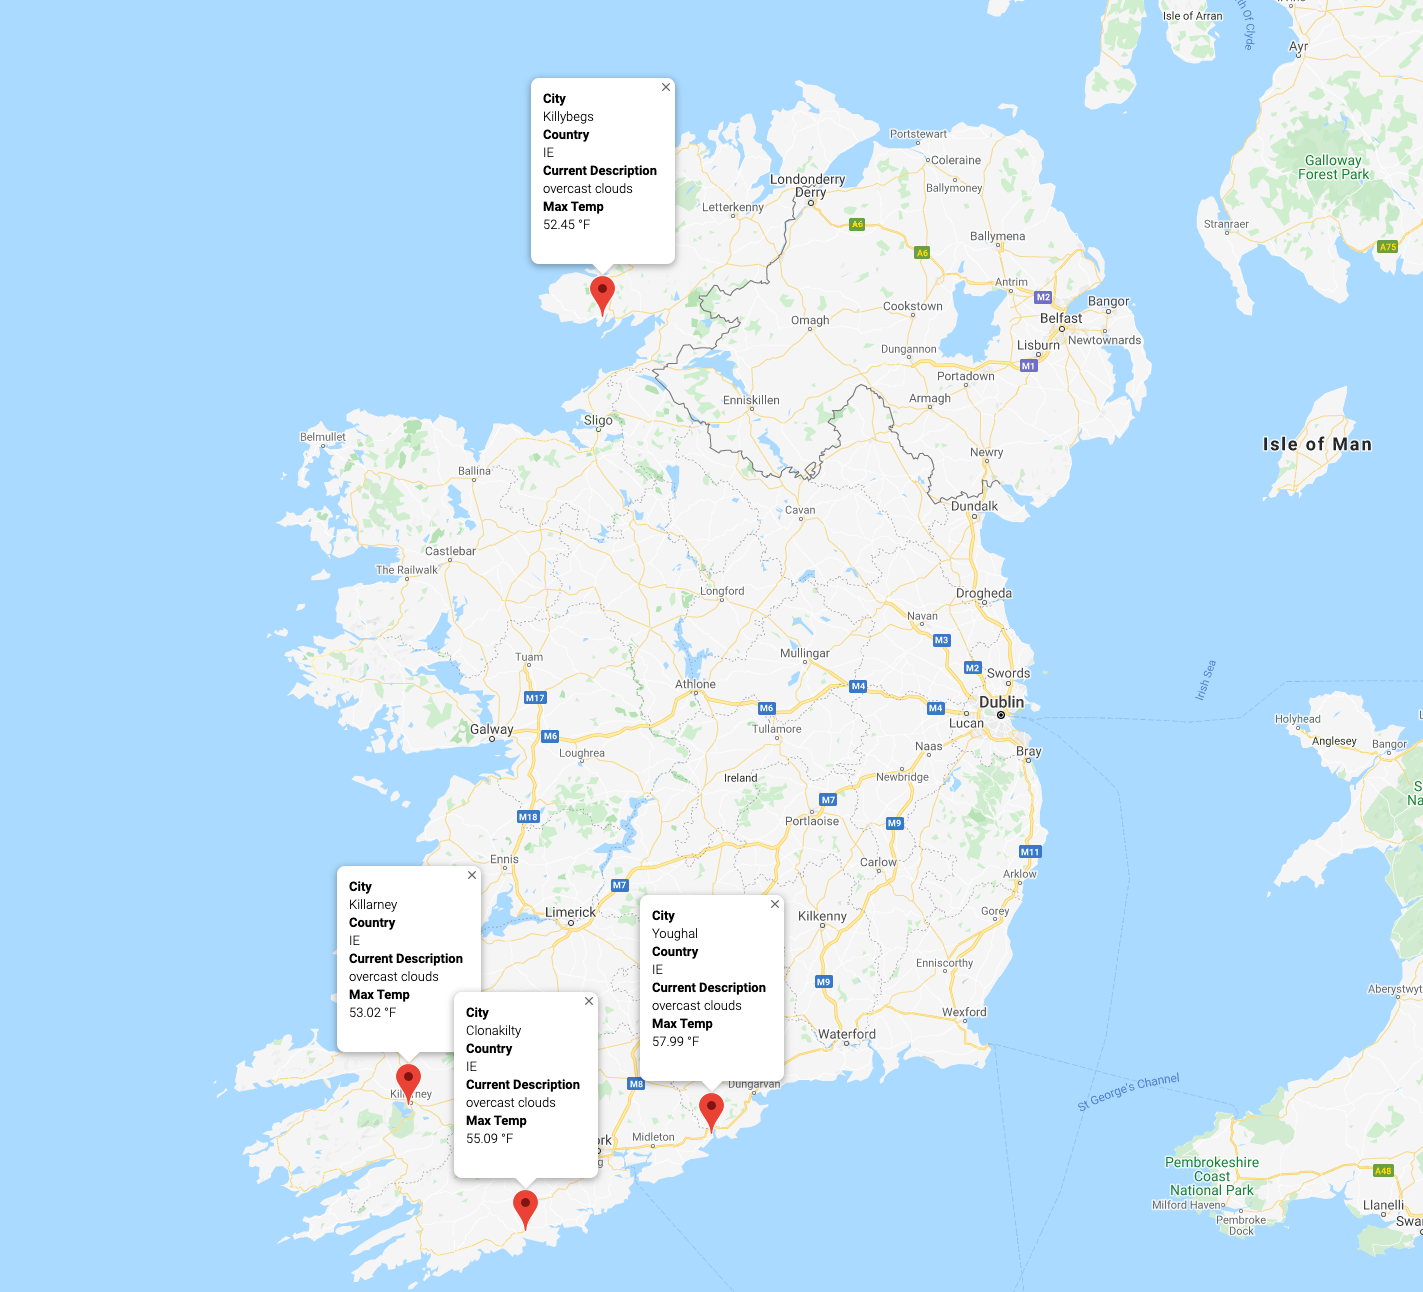 Isle of Arran
Ayr
Galloway
Forest Park
Stranraer
A75
City
Killybegs
Country
IE
Current Description
overcast clouds
Max Temp
52.45 °F
Portstewart
Coleraine
Ballymoney
Londonderry
Derry
Letterkenny
A6
A6
Ballymena
Antrim
M2
Bangor
Cookstown
Belfast
Omagh
Newtownards
Lisburn
Dungannon
M1
Portadown
Armagh
Enniskillen
Sligo
Belmullet
Isle of Man
Newry
Ballina
Cavan
Dundalk
Castlebar
The Railwalk
Longford
Drogheda
Navan
M3
Tuam
Mullingar
M2
Swords
Irish Sea
Athlone
M4
M17
M6
M4
Dublin
Lucan
Galway
M6
Tullamore
Holyhead
Anglesey
Bangor
Loughrea
Naas
Bray
Newbridge
Ireland
M7
M18
Portlaoise
M9
M11
Ennis
Carlow
Arklow
M7
Limerick
Kilkenny
Gorey
City
Killarney
Country
IE
Current Description
overcast clouds
Max Temp
53.02 °F
City
Youghal
Country
IE
Current Description
overcast clouds
Max Temp
57.99 °F
Enniscorthy
M9
Wexford
Waterford
City
Clonakilty
Country
IE
Current Description
overcast clouds
Max Temp
55.09 °F
M8
Dungarvan
St George's Channel
Midleton
Pembrokeshire
Coast
National Park
A48
Milford Haven
Pembroke
Dock
Llanelli